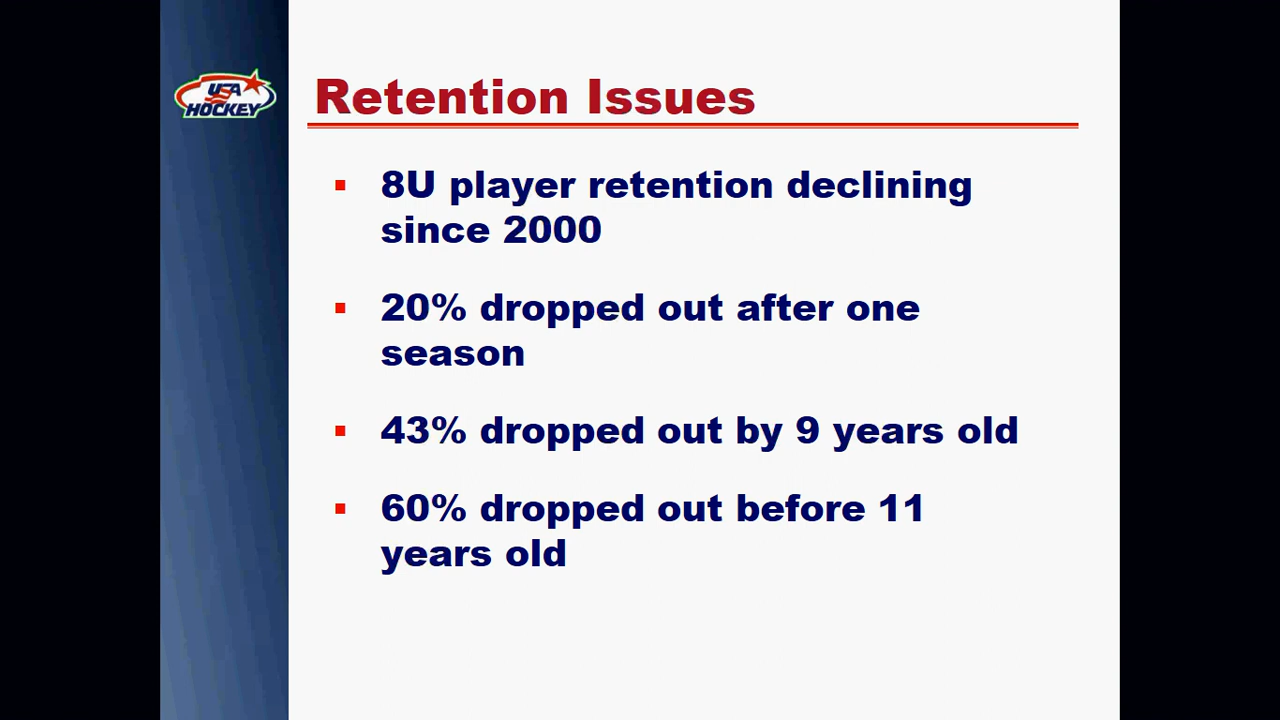 USA
HOCKEY
Retention Issues
▪ 8U player retention declining
since 2000
▪ 20% dropped out after one
season
▪ 43% dropped out by 9 years old
▪ 60% dropped out before 11
years old